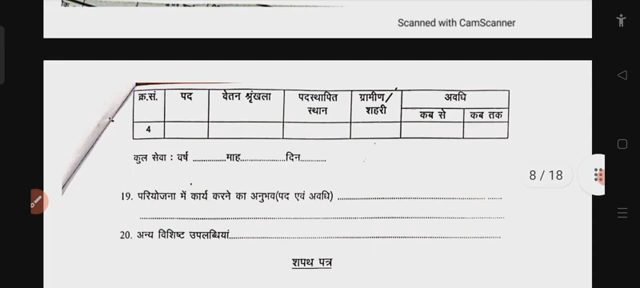 Scanned with CamScanner
क्र.सं. पद वेतन श्रृंखला पदस्थापित स्थान ग्रामीण/ शहरी अवधि
कब से कब तक
4
कुल सेवा : वर्ष ..............माह....................दिन............
8 / 18
19. परियोजना में कार्य करने का अनुभव(पद एवं अवधि) ................................................................
................................................................................................................................
20. अन्य विशिष्ट उपलब्धियां................................................................................................
शपथ पत्र